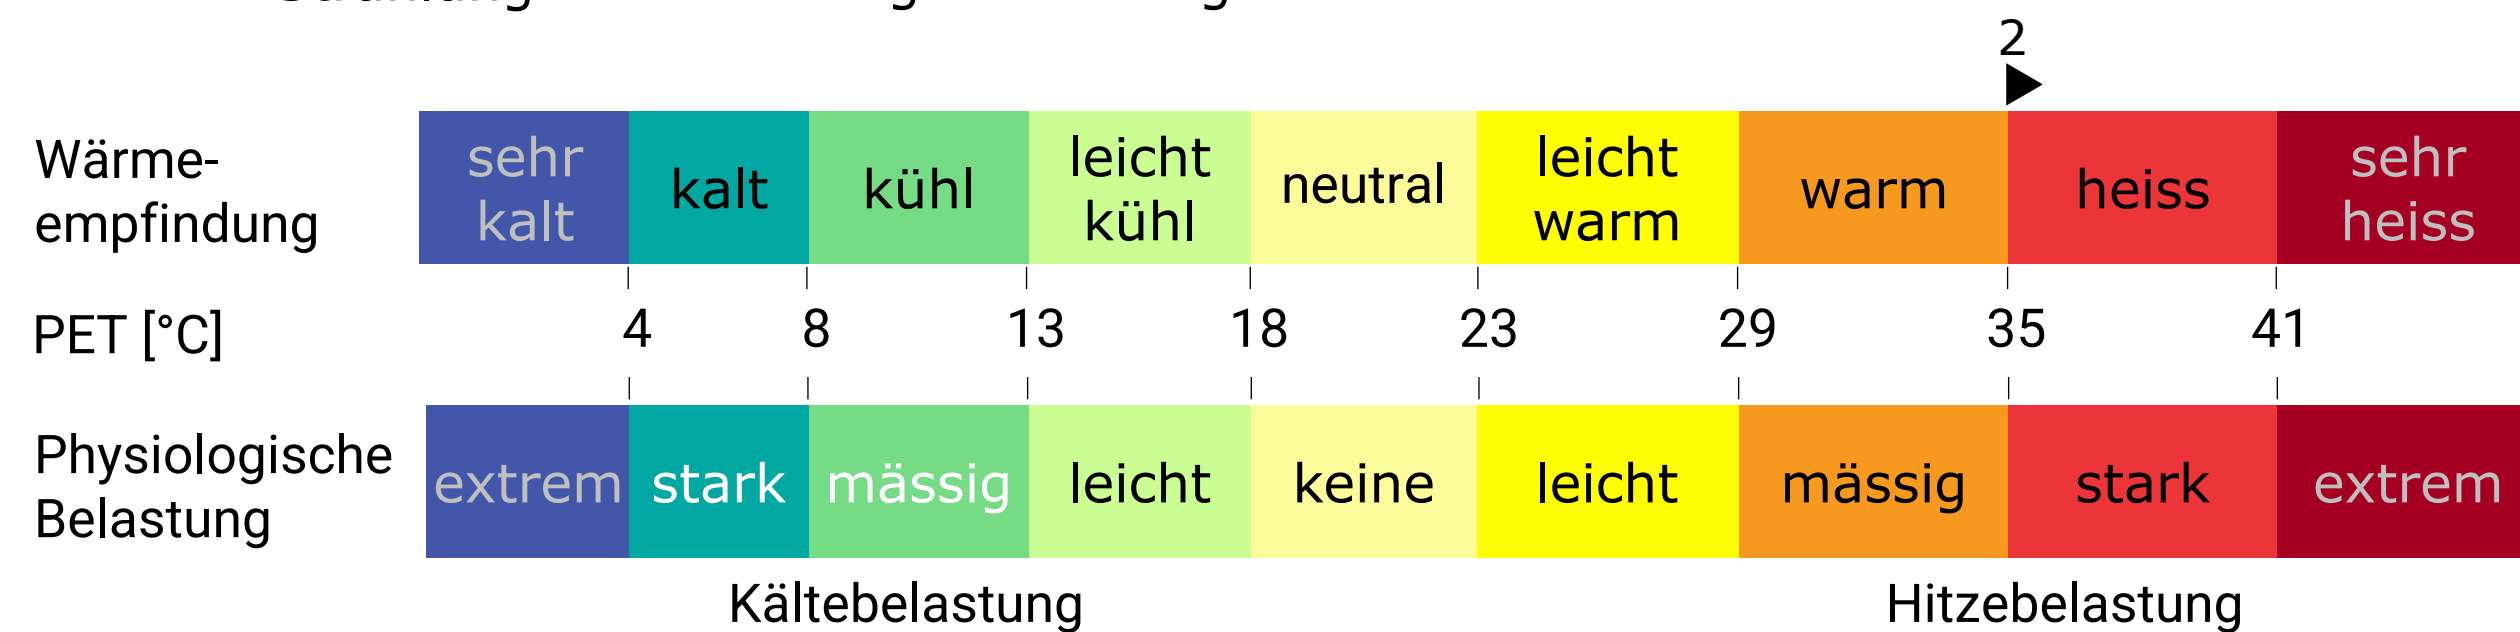 2
Wärme-
empfindung
sehr
kalt
kalt
kühl
leicht
kühl
neutral
leicht
warm
warm
heiss
sehr
heiss
PET [°C]
4 8 13 18 23 29 35 41
Physiologische
Belastung
extrem stark mässig leicht keine leicht mässig stark extrem
Kältebelastung Hitzebelastung